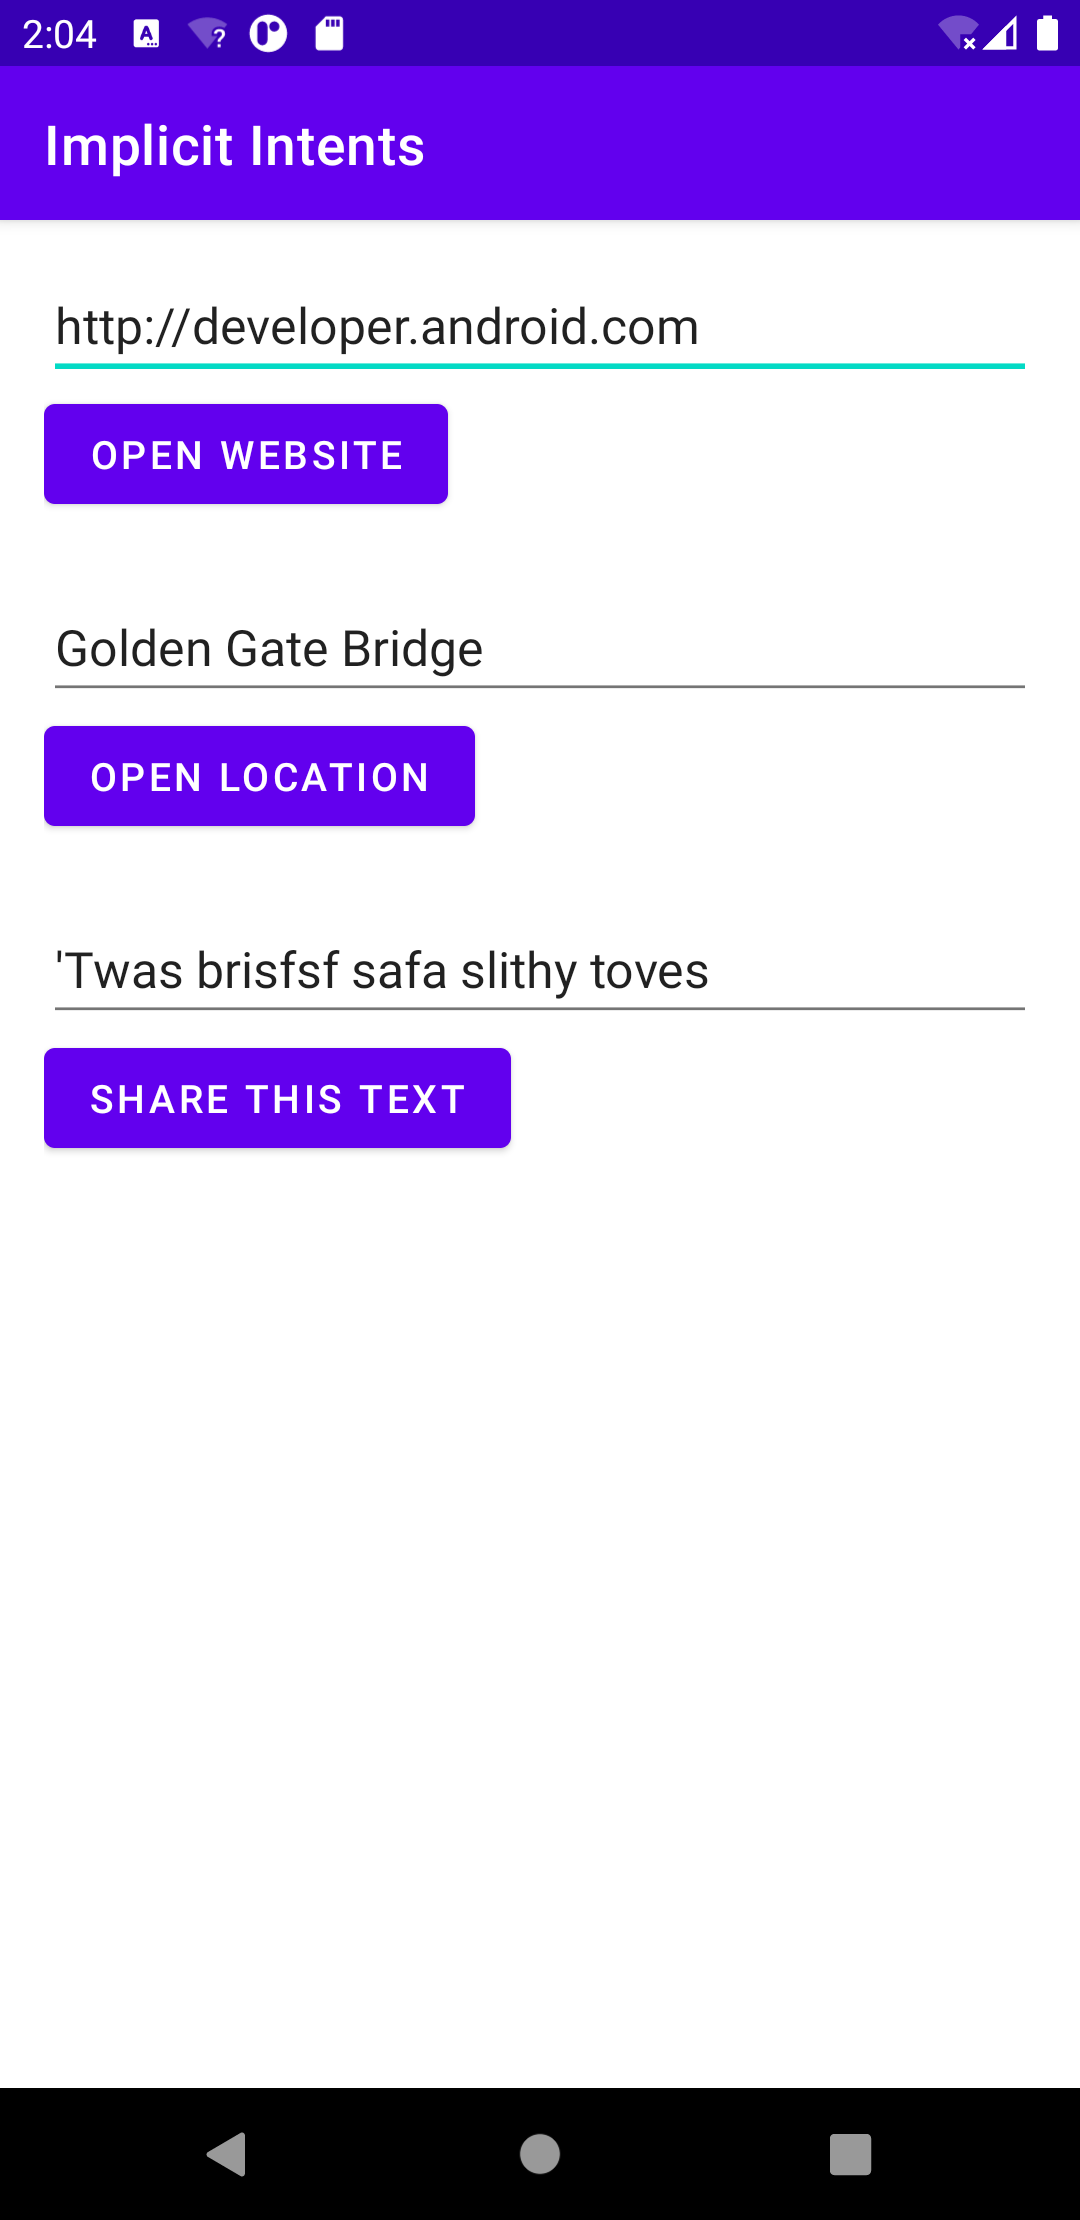 2:04
Implicit Intents
http://developer.android.com
OPEN WEBSITE
Golden Gate Bridge
OPEN LOCATION
'Twas brisfsf safa slithy toves
SHARE THIS TEXT